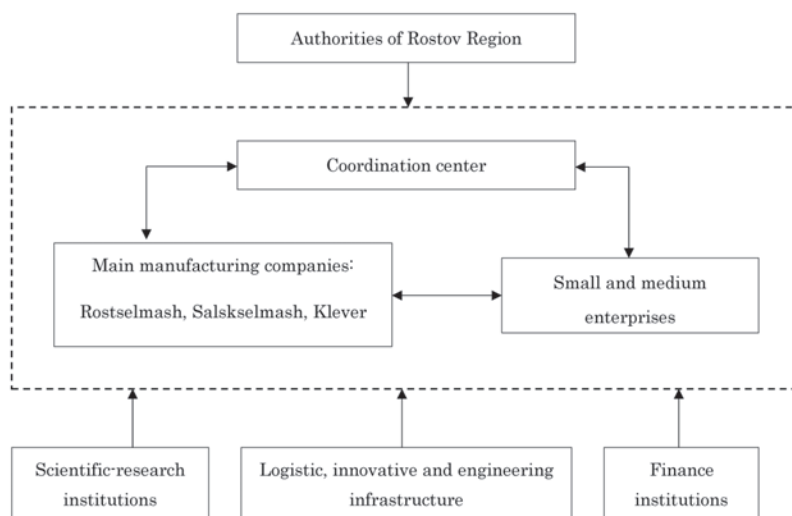 Authorities of Rostov Region
Coordination center
Main manufacturing companies:
Rostselmash, Salskselmash, Klever
Small and medium
enterprises
Scientific-research
institutions
Logistic, innovative and engineering
infrastructure
Finance
institutions